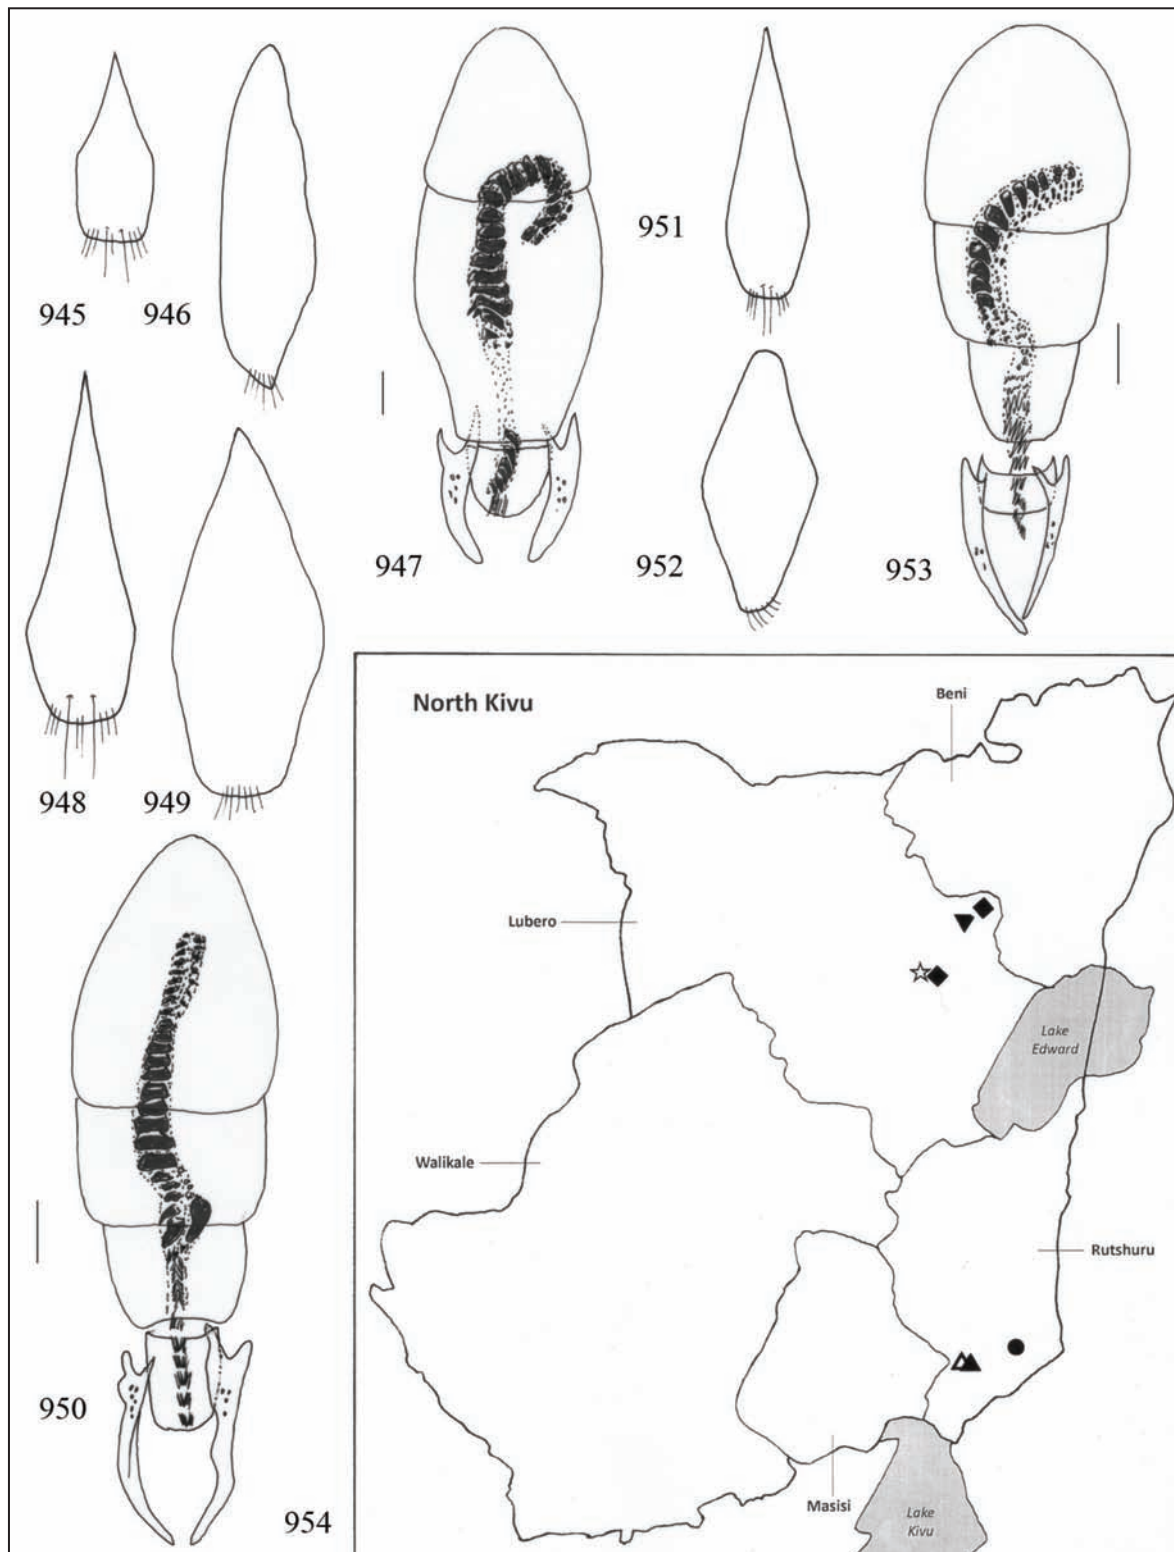 945
946
947
951
952
953
948
949
950
954
North Kivu
Beni
Lubero
Lake
Edward
Walikale
Rutshuru
Masisi
Lake
Kivu